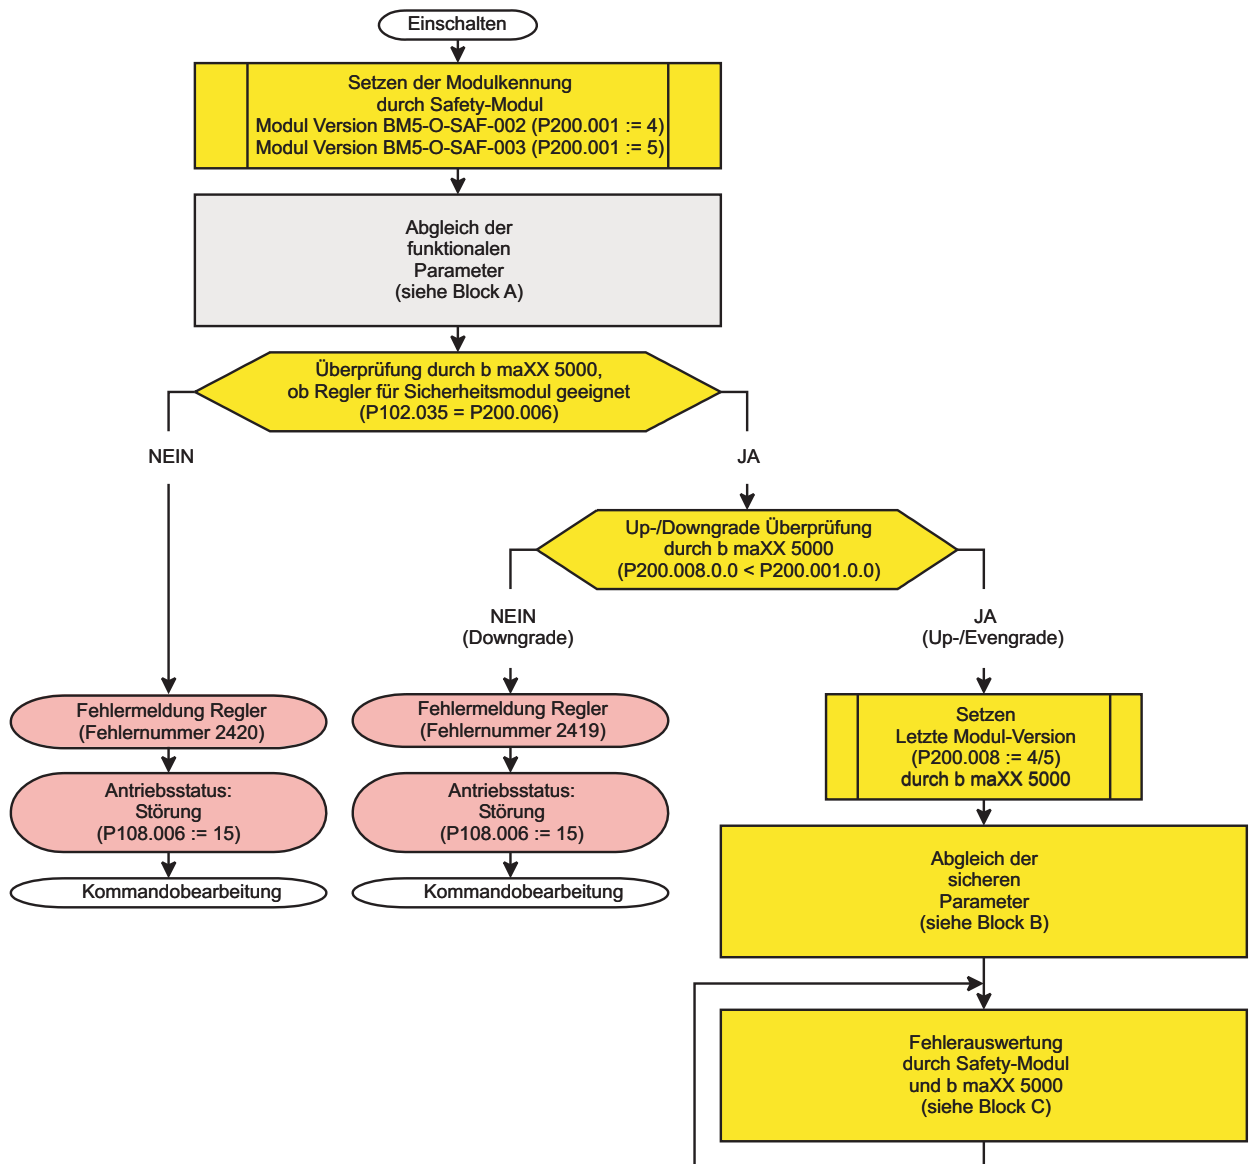 Einschalten
Setzen der Modulkennung
durch Safety-Modul
Modul Version BM5-O-SAF-002 (P200.001 := 4)
Modul Version BM5-O-SAF-003 (P200.001 := 5)
Abgleich der
funktionalen
Parameter
(siehe Block A)
Überprüfung durch b maXX 5000,
ob Regler für Sicherheitsmodul geeignet
(P102.035 = P200.006)
NEIN
JA
Up-/Downgrade Überprüfung
durch b maXX 5000
(P200.008.0.0 < P200.001.0.0)
NEIN
(Downgrade)
JA
(Up-/Evengrade)
Fehlermeldung Regler
(Fehlernummer 2420)
Antriebsstatus:
Störung
(P108.006 := 15)
Kommandobearbeitung
Fehlermeldung Regler
(Fehlernummer 2419)
Antriebsstatus:
Störung
(P108.006 := 15)
Kommandobearbeitung
Setzen
Letzte Modul-Version
(P200.008 := 4/5)
durch b maXX 5000
Abgleich der
sicheren
Parameter
(siehe Block B)
Fehlerauswertung
durch Safety-Modul
und b maXX 5000
(siehe Block C)